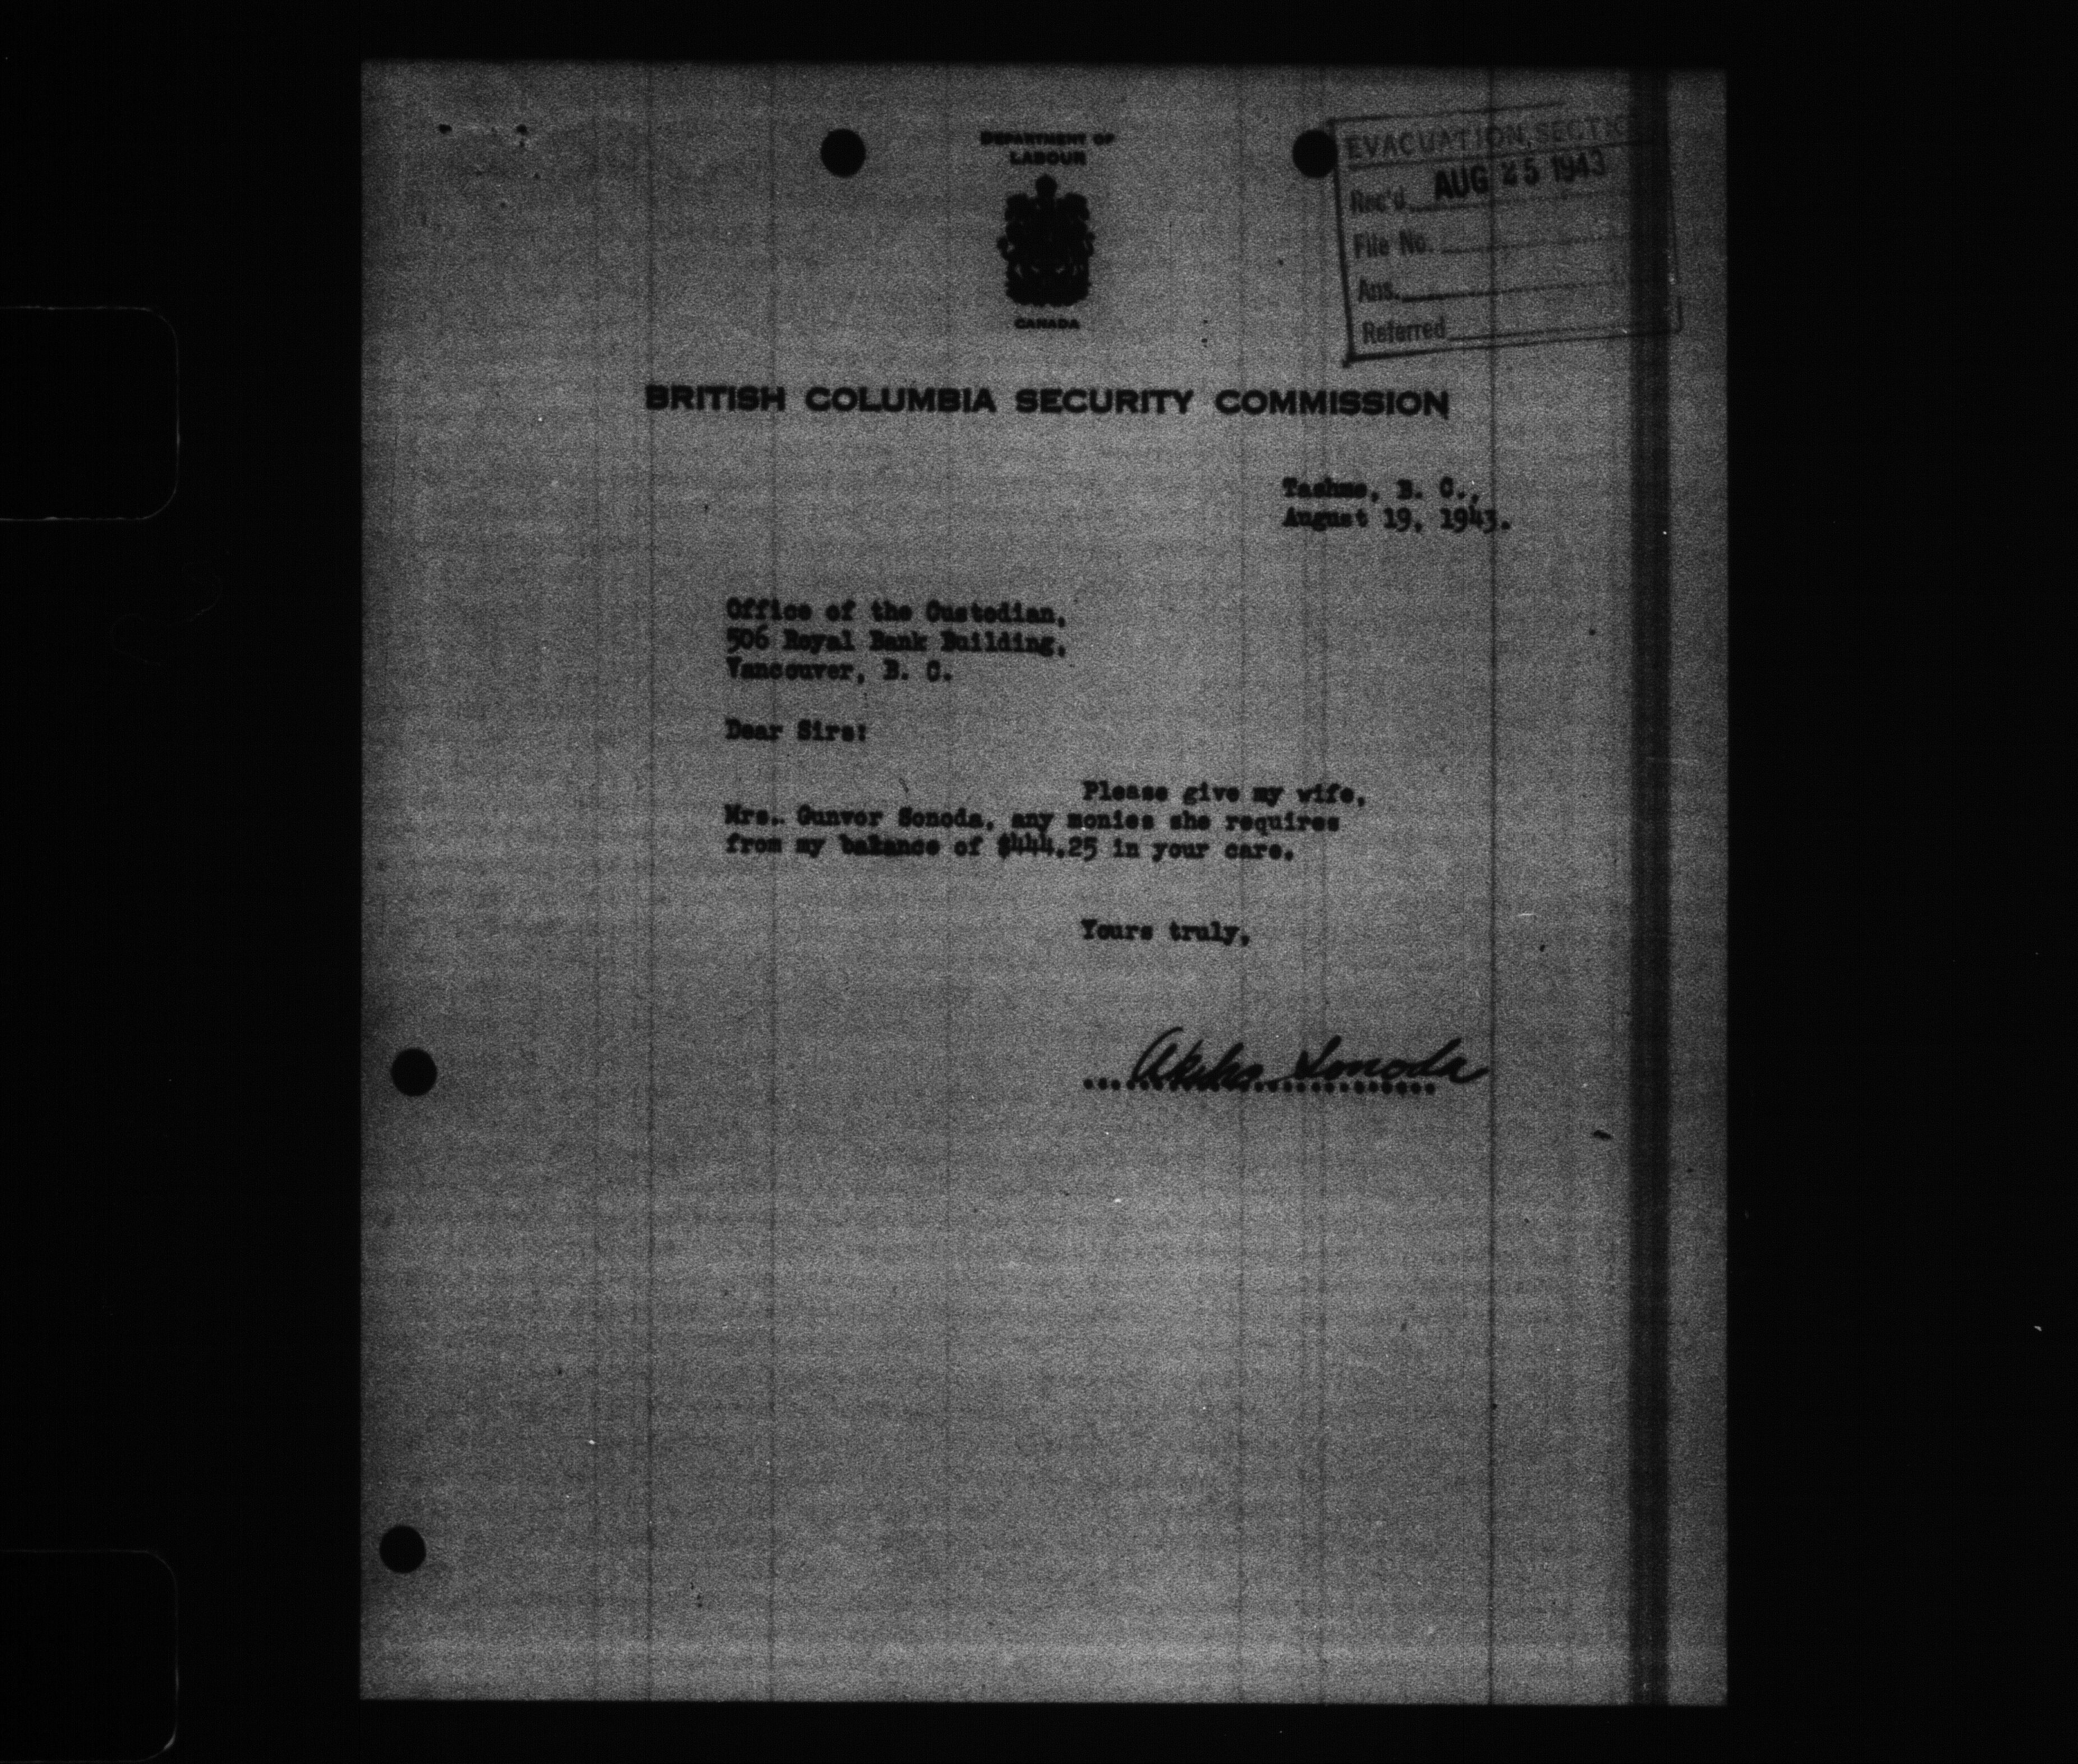 DEPARTMENT OF
LABOUR
CANADA
EVACUATION SECTIO
Rec'd AUG 25 1943
File No.
Ans.
Referred
BRITISH COLUMBIA SECURITY COMMISSION
Tashme, B. C.,
August 19, 1943.
Office of the Custodian,
506 Royal Bank Building,
Vancouver, B. C.
Dear Sirs:
Please give my wife,
Mrs. Gunvor Sonoda, any monies she requires
from my balance of $444.25 in your care.
Yours truly,
Sonoda